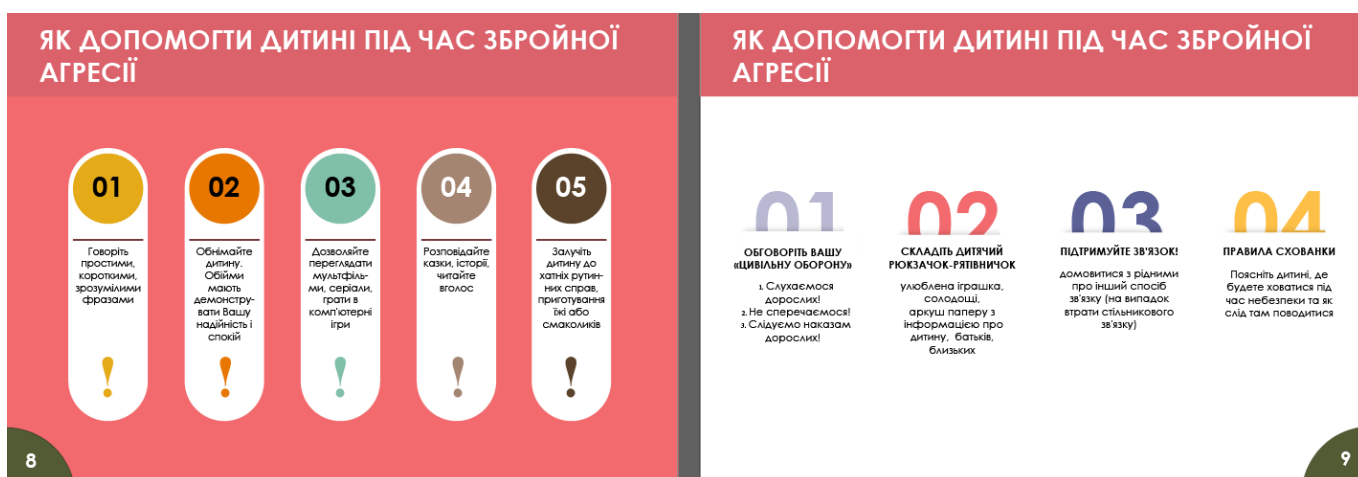 ЯК ДОПОМОГТИ ДИТИНІ ПІД ЧАС ЗБРОЙНОЇ
АГРЕСІЇ
01
Говоріть
простими,
короткими,
зрозумілими
фразами
!
02
Обнімайте
дитину.
Обійми
мають
демонстру-
вати Вашу
надійність і
спокій
!
03
Дозволяйте
переглядати
мультфіль-
ми, серіали,
грати в
комп'ютерні
ігри
!
04
Розповідайте
казки, історії,
читайте
вголос
!
05
Залучіть
дитину до
хатніх рутин-
них справ,
приготування
їжі або
смаколиків
!
8
ЯК ДОПОМОГТИ ДИТИНІ ПІД ЧАС ЗБРОЙНОЇ
АГРЕСІЇ
01
ОБГОВОРІТЬ ВАШУ
«ЦИВІЛЬНУ ОБОРОНУ»
1. Слухаємося
дорослих!
2. Не сперечаємося!
3. Слідуємо наказам
дорослих!
02
СКЛАДІТЬ ДИТЯЧИЙ
РЮКЗАЧОК-РЯТІВНИЧОК
улюблена іграшка,
солодощі,
аркуш паперу з
інформацією про
дитину, батьків,
близьких
03
ПІДТРИМУЙТЕ ЗВ'ЯЗОК!
домовитися з рідними
про інший спосіб
зв'язку (на випадок
втрати стільникового
зв'язку)
04
ПРАВИЛА СХОВАНКИ
Поясніть дитині, де
будете ховатися під
час небезпеки та як
слід там поводитися
9